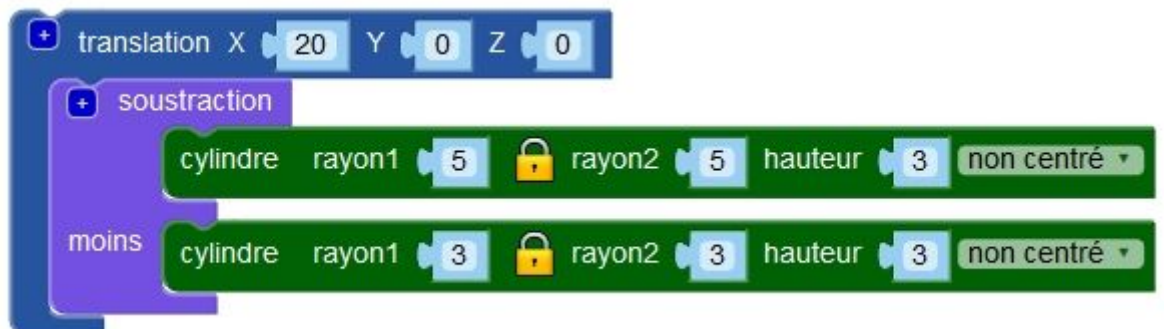 + translation X 20 Y 0 Z 0
+ soustraction
cylindre rayon1 5 rayon2 5 hauteur 3 non centré
moins cylindre rayon1 3 rayon2 3 hauteur 3 non centré